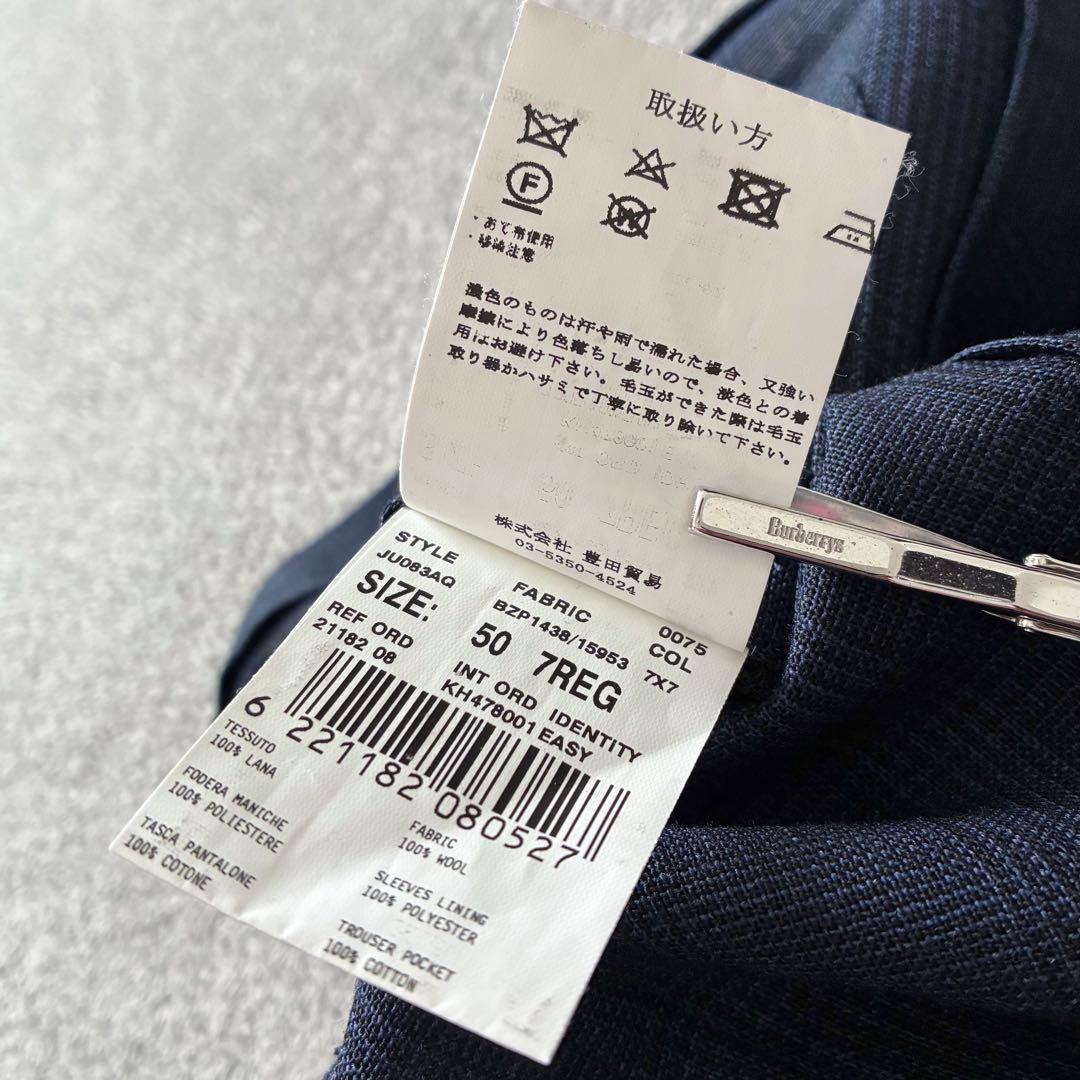 取扱い方
F
W
・あて布使用
・移染注意
濃色のものは汗や雨で濡れた場合、又強い
摩擦により色落ちし易いので、淡色との着
用はお避け下さい。毛玉ができた際は毛玉
取り器かハサミで丁寧に取り除いて下さい。
株式会社 豊田貿易
03-5350-4524
Burberrys
STYLE FABRIC 0075
JU083AQ BZP1438/15953 COL
SIZE: 50 7REG 7X7
REF ORD INT ORD IDENTITY
21182 08 KH478001 EASY
6 221182 080527
TESSUTO
100% LANA
FODERA MANICHE
100% POLIESTERE
TASCA PANTALONE
100% COTONE
FABRIC
100% WOOL
SLEEVES LINING
100% POLYESTER
TROUSER POCKET
100% COTTON